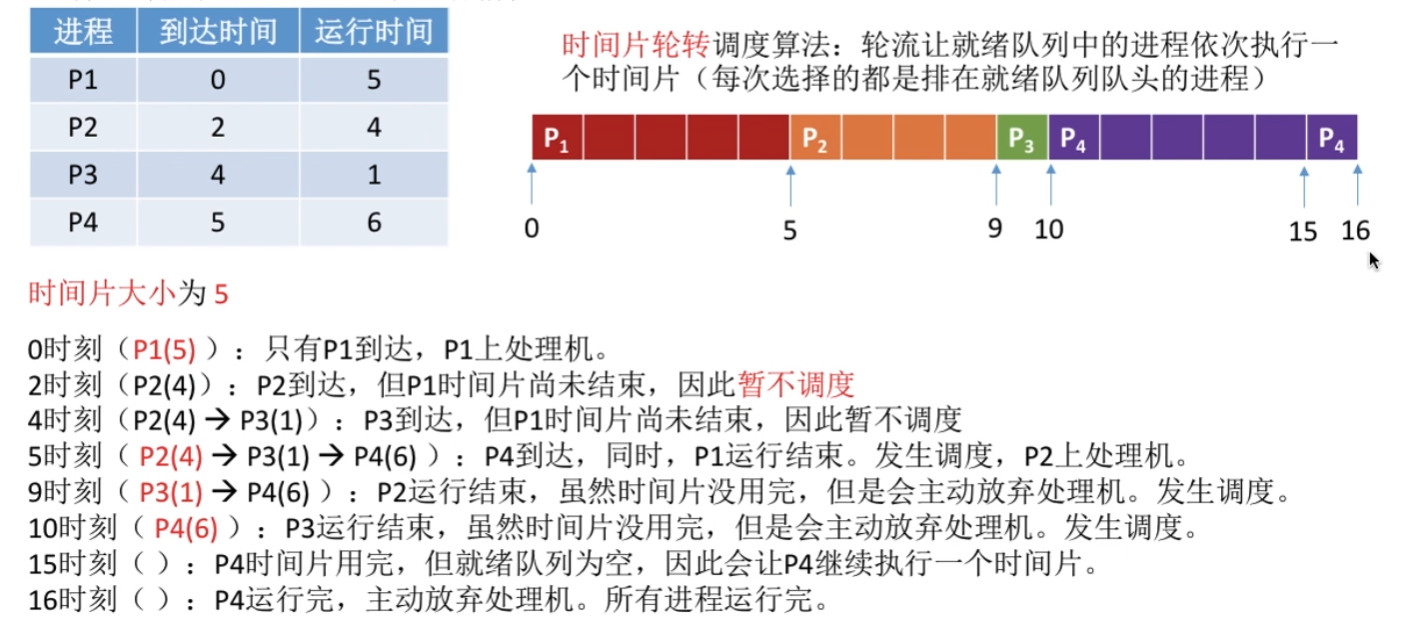 进程 到达时间 运行时间
P1 0 5
P2 2 4
P3 4 1
P4 5 6
时间片轮转调度算法：轮流让就绪队列中的进程依次执行一
个时间片（每次选择的都是排在就绪队列队头的进程）
P1 P2 P3 P4 P4
0 5 9 10 15 16
时间片大小为 5
0时刻（P1(5) ）：只有P1到达，P1上处理机。
2时刻（P2(4)）：P2到达，但P1时间片尚未结束，因此暂不调度
4时刻（P2(4) → P3(1)）：P3到达，但P1时间片尚未结束，因此暂不调度
5时刻（ P2(4) → P3(1) → P4(6) ）：P4到达，同时，P1运行结束。发生调度，P2上处理机。
9时刻（ P3(1) → P4(6) ）：P2运行结束，虽然时间片没用完，但是会主动放弃处理机。发生调度。
10时刻（ P4(6) ）：P3运行结束，虽然时间片没用完，但是会主动放弃处理机。发生调度。
15时刻（ ）：P4时间片用完，但就绪队列为空，因此会让P4继续执行一个时间片。
16时刻（ ）：P4运行完，主动放弃处理机。所有进程运行完。